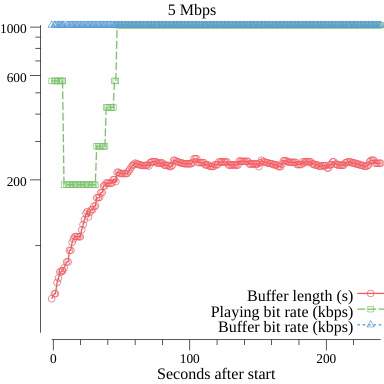 5 Mbps
1000
600
200
Buffer length (s)
Playing bit rate (kbps)
Buffer bit rate (kbps)
0 100 200
Seconds after start